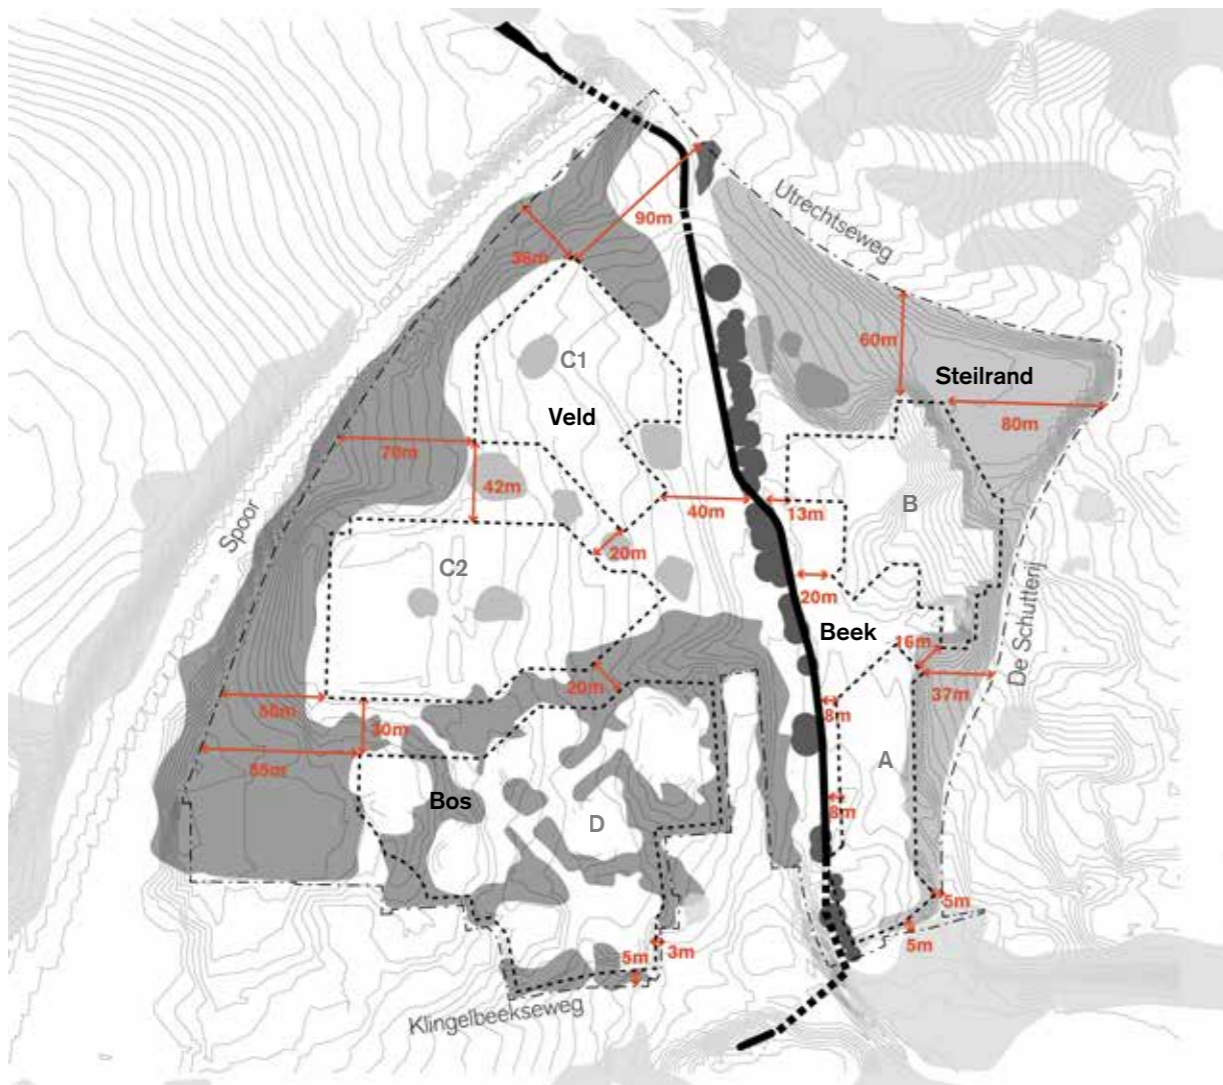 Utrechtseweg
90m
36m
60m
C1
Steilrand
Veld
80m
70m
42m
40m
13m
B
Spoor
20m
C2
20m
De Schutterij
Beek
16m
20m
37m
50m
8m
30m
85m
A
Bos
8m
D
5m
5m
3m
5m
Klingelbeekseweg